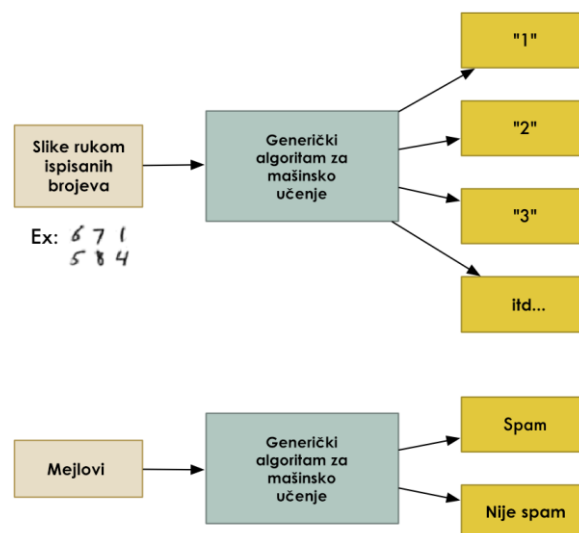 Slike rukom
ispisanih
brojeva
Ex: 6 7 1
5 8 4
Generički
algoritam za
mašinsko
učenje
"1"
"2"
"3"
itd...
Mejlovi
Generički
algoritam za
mašinsko
učenje
Spam
Nije spam